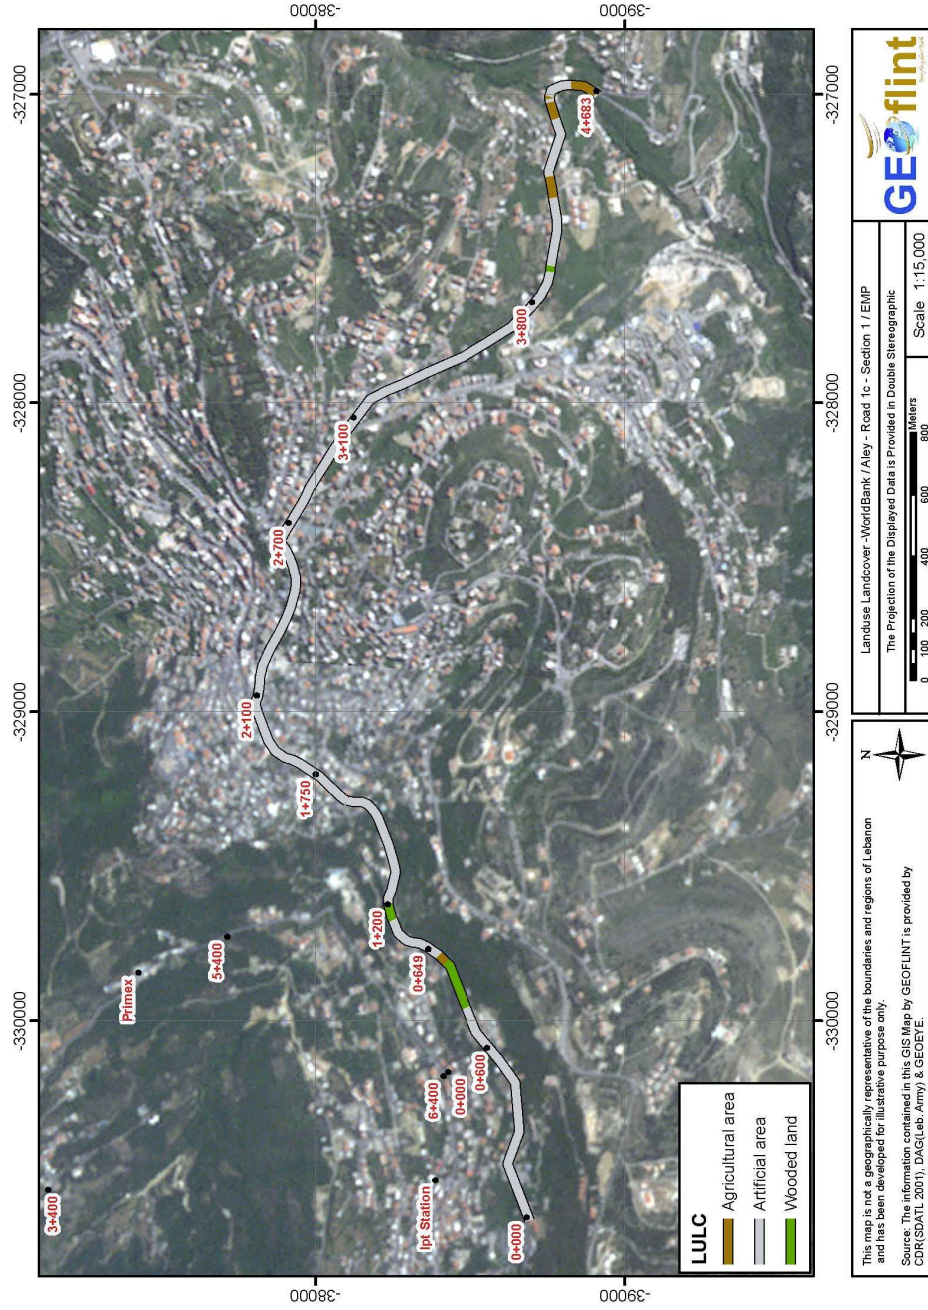 -38000
-39000
-327000
-328000
-329000
-330000
3+400
Primex
5+400
6+400
0+000
Ipt Station
0+000
0+600
0+649
1+200
1+750
2+100
2+700
3+100
3+800
4+683
LULC
Agricultural area
Artificial area
Wooded land
-327000
-328000
-329000
-330000
-38000
-39000
This map is not a geographically representative of the boundaries and regions of Lebanon
and has been developed for illustrative purpose only.
Source: The information contained in this GIS Map by GEOFLINT is provided by
CDR(SDATL 2001), DAG(Leb. Army) & GEOEYE.
N
Landuse Landcover -WorldBank / Aley - Road 1c - Section 1 / EMP
The Projection of the Displayed Data is Provided in Double Stereographic
0 100 200 400 600 800
Meters
Scale 1:15,000
GEOflint